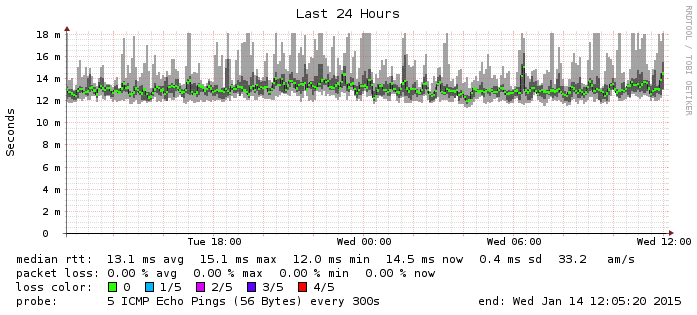 Last 24 Hours
RRDTOOL / TOBI OETIKER
Seconds
18 m
16 m
14 m
12 m
10 m
8 m
6 m
4 m
2 m
0
Tue 18:00 Wed 00:00 Wed 06:00 Wed 12:00
median rtt: 13.1 ms avg 15.1 ms max 12.0 ms min 14.5 ms now 0.4 ms sd 33.2 am/s
packet loss: 0.00 % avg 0.00 % max 0.00 % min 0.00 % now
loss color: 0 1/5 2/5 3/5 4/5
probe: 5 ICMP Echo Pings (56 Bytes) every 300s end: Wed Jan 14 12:05:20 2015